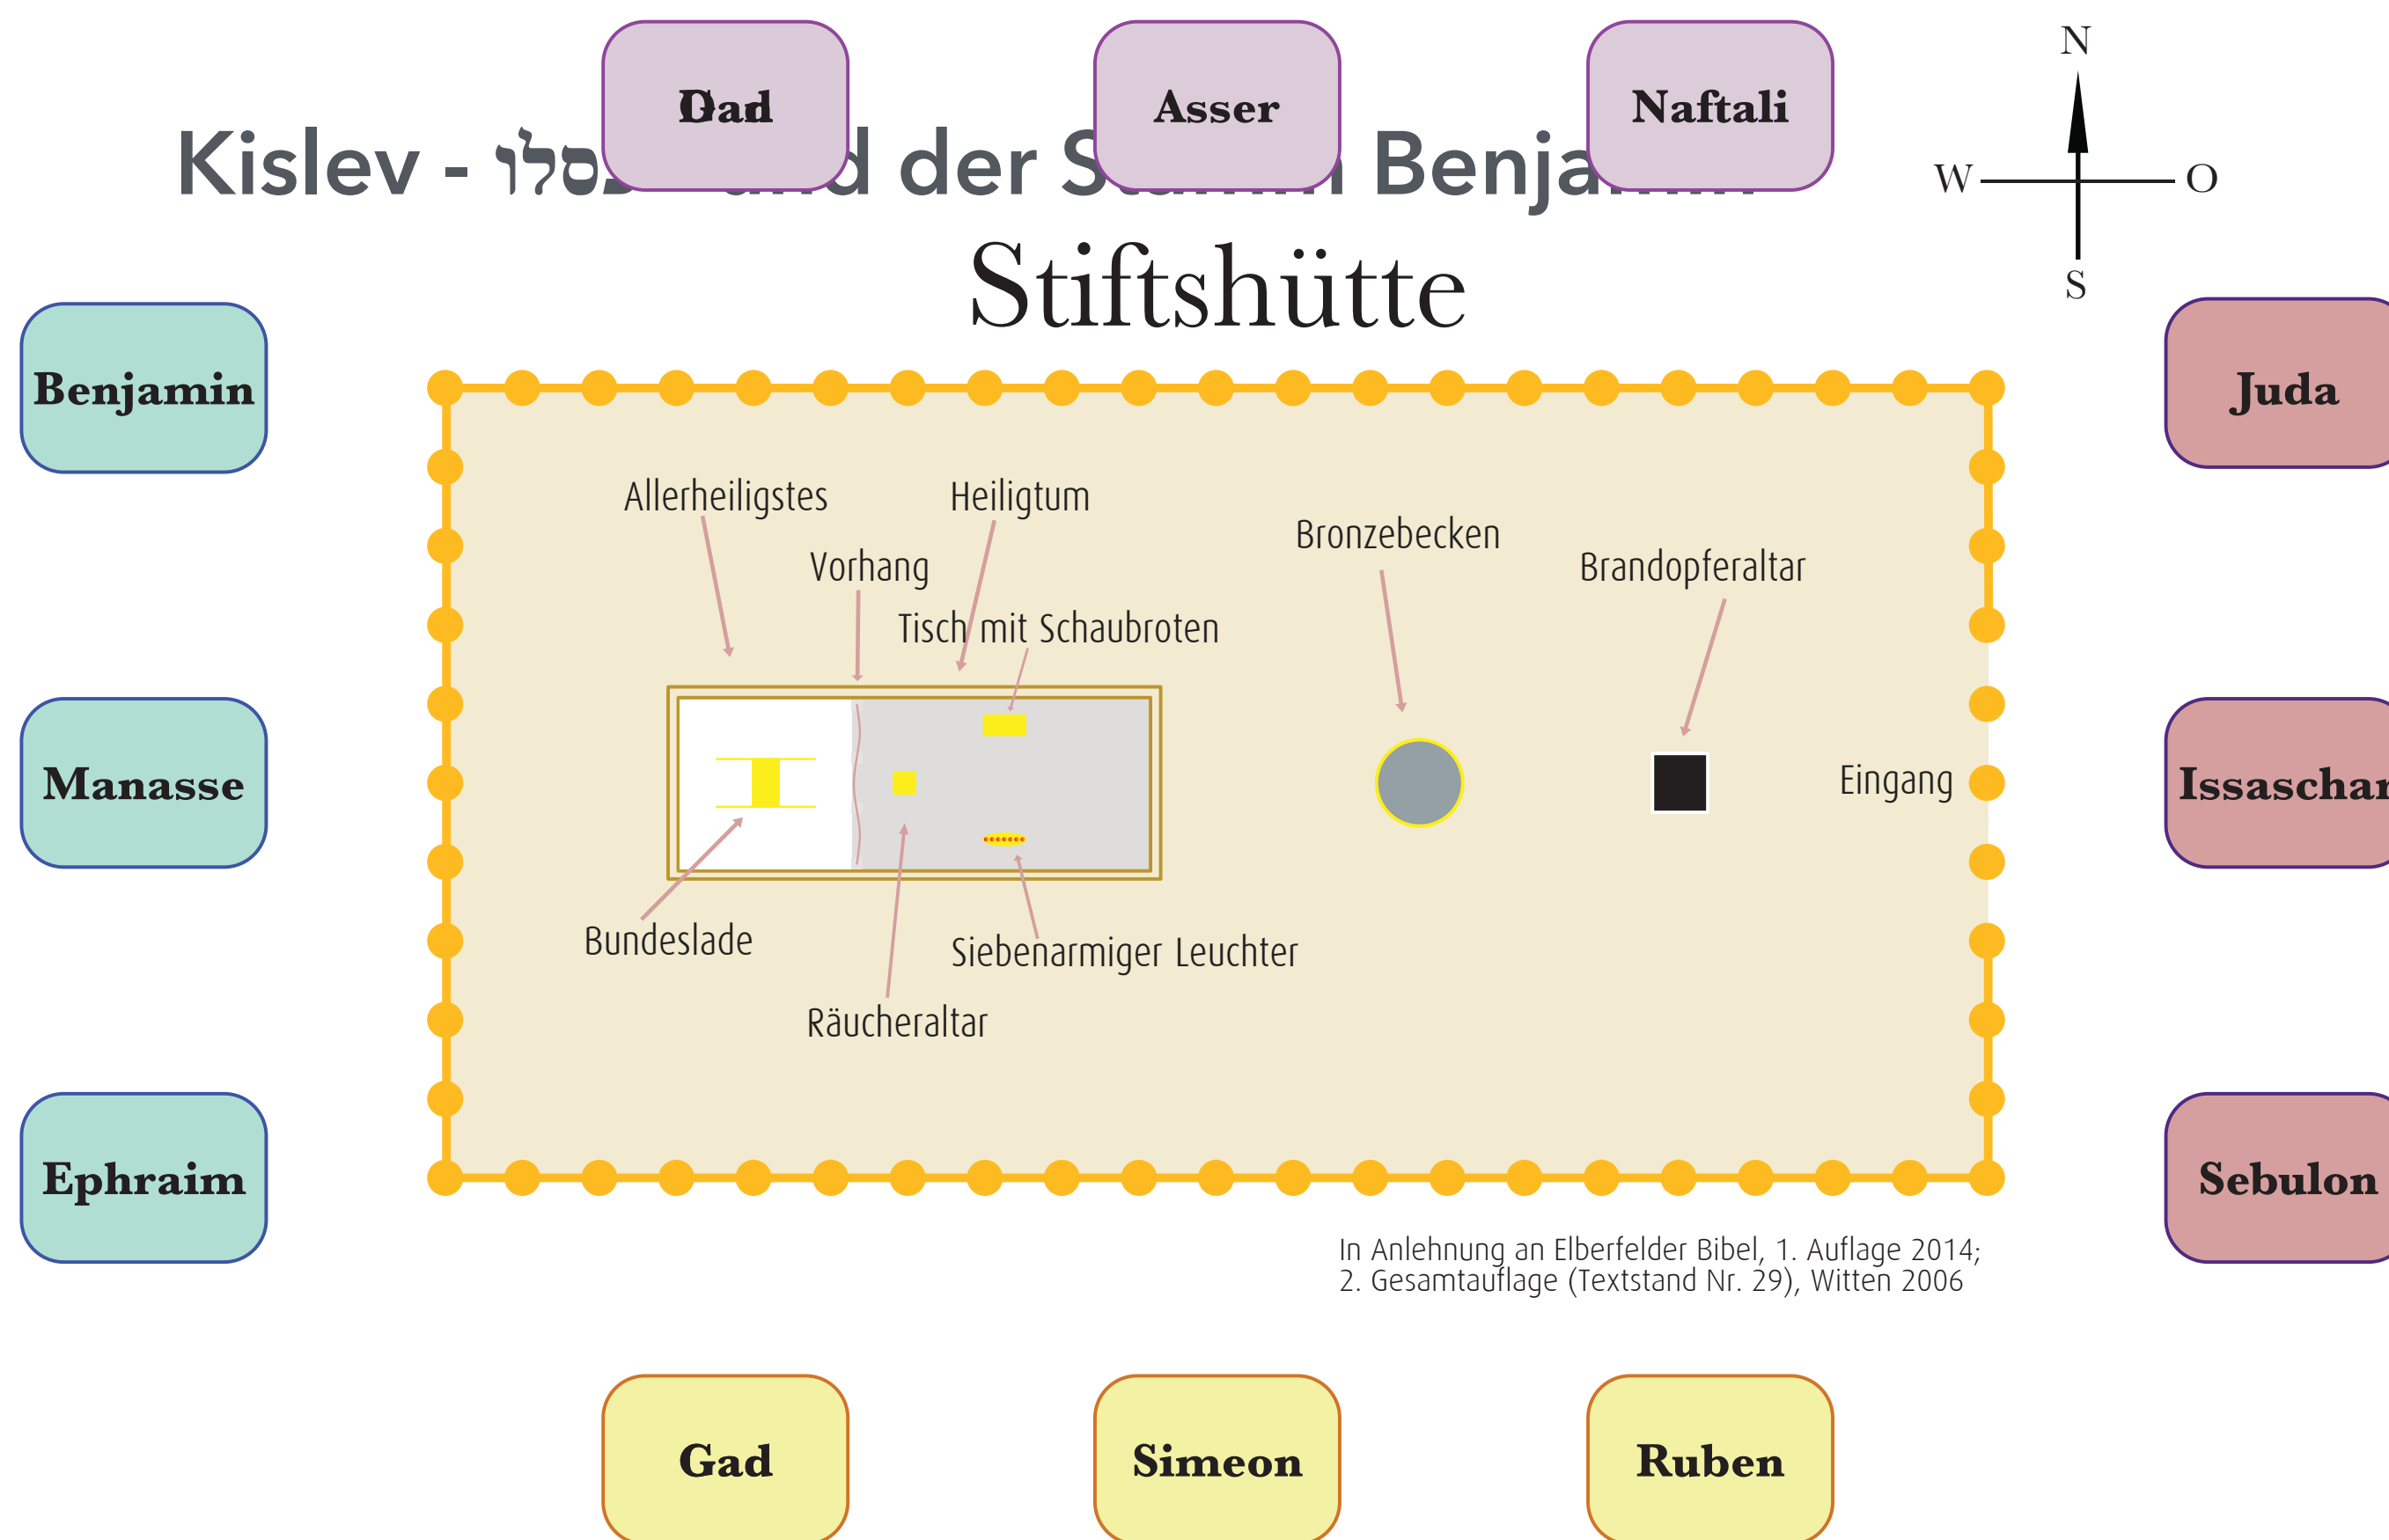 Asser
Naftali
N
W
O
S
Kislev -
der
Benja
Stiftshütte
Benjamin
Juda
Allerheiligstes
Heiligtum
Bronzebecken
Vorhang
Brandopferaltar
Tisch mit Schaubroten
Manasse
Eingang
Issaschar
Bundeslade
Siebenarmiger Leuchter
Räucheraltar
Ephraim
Sebulon
In Anlehnung an Elberfelder Bibel, 1. Auflage 2014;
2. Gesamtauflage (Textstand Nr. 29), Witten 2006
Gad
Simeon
Ruben